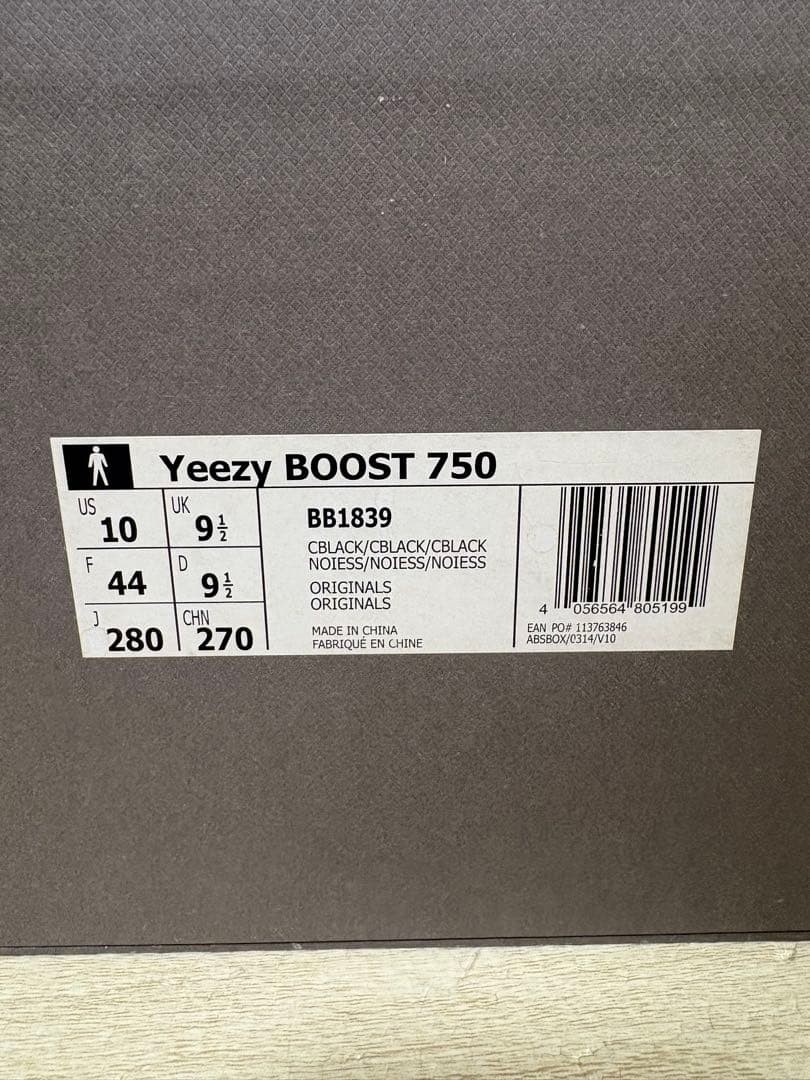 Yeezy BOOST 750
US 10
UK 9½
F 44
D 9½
J 280
CHN 270
BB1839
CBLACK/CBLACK/CBLACK
NOIESS/NOIESS/NOIESS
ORIGINALS
ORIGINALS
MADE IN CHINA
FABRIQUÉ EN CHINE
4 056564 805199
EAN PO# 113763846
ABSBOX/0314/V10